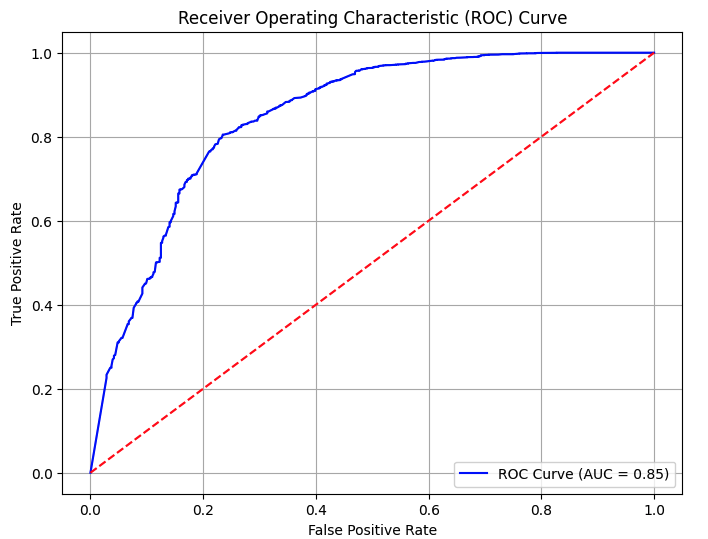 Receiver Operating Characteristic (ROC) Curve
True Positive Rate
1.0
0.8
0.6
0.4
0.2
0.0
ROC Curve (AUC = 0.85)
0.0 0.2 0.4 0.6 0.8 1.0
False Positive Rate